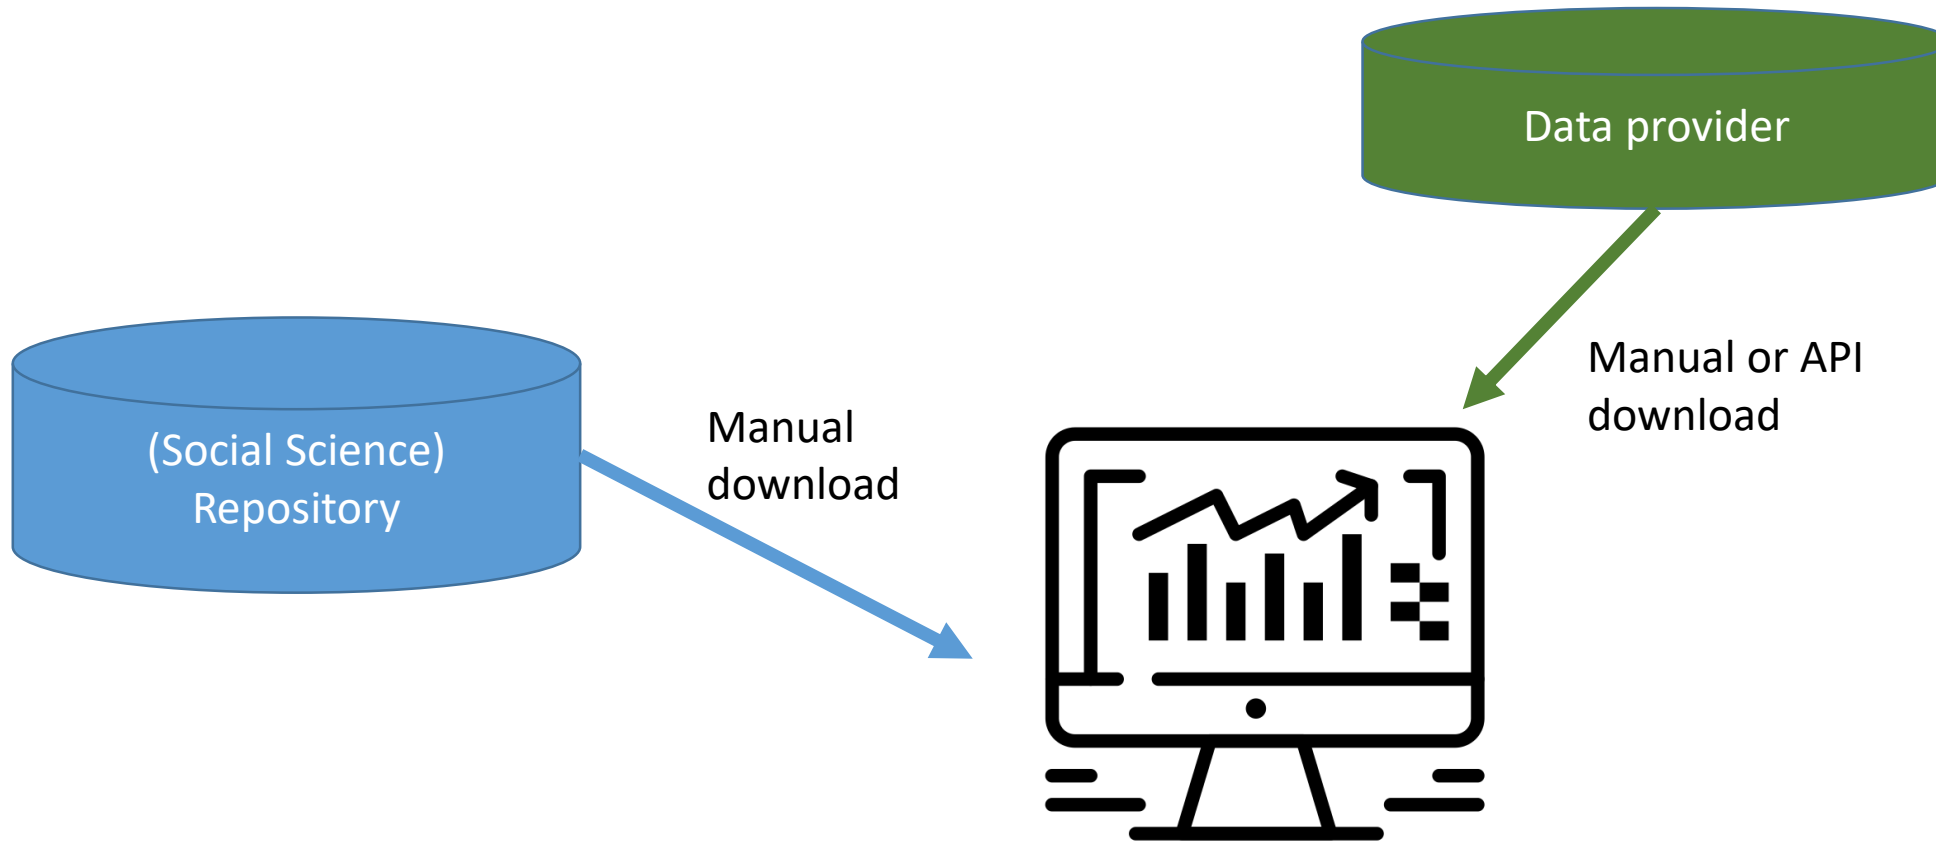 Data provider
Manual or API
download
Manual
download
(Social Science)
Repository